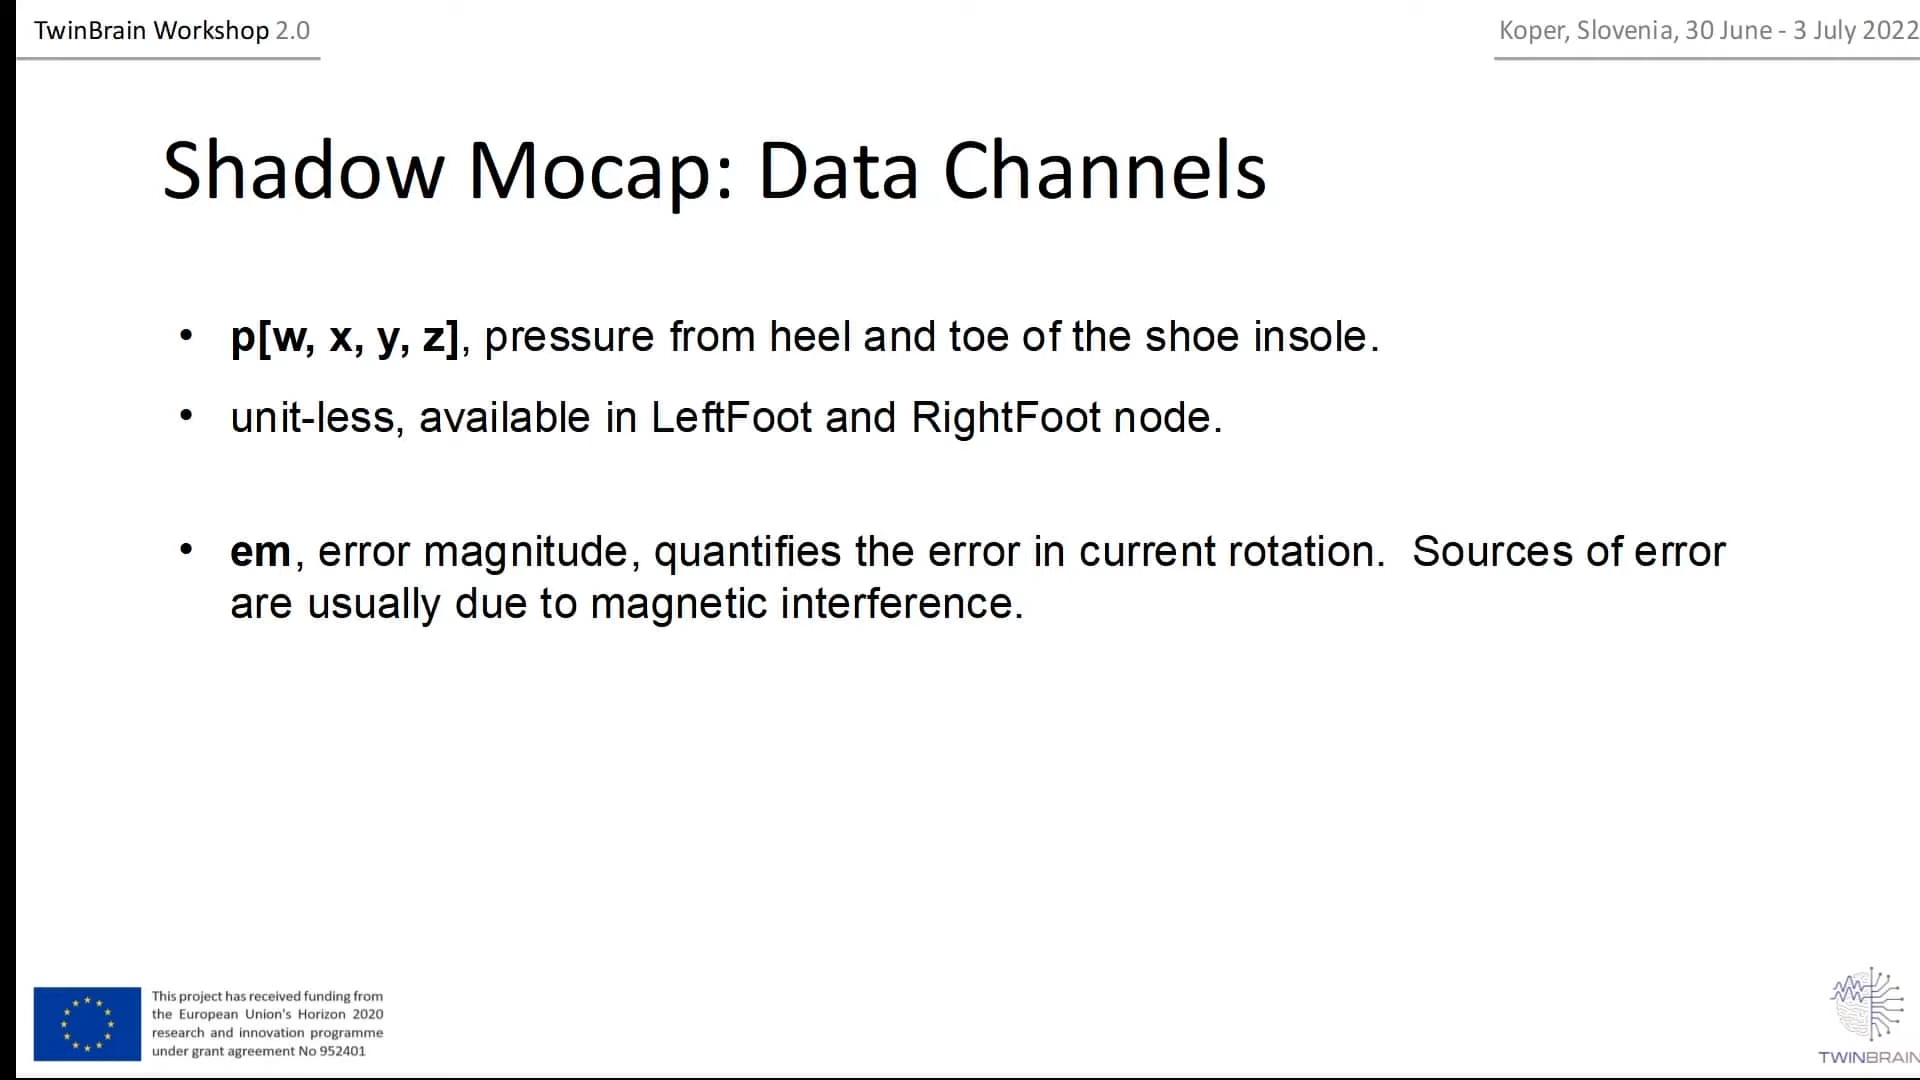 TwinBrain Workshop 2.0
Koper, Slovenia, 30 June - 3 July 2022
Shadow Mocap: Data Channels
• p[w, x, y, z], pressure from heel and toe of the shoe insole.
• unit-less, available in LeftFoot and RightFoot node.
• em, error magnitude, quantifies the error in current rotation. Sources of error
are usually due to magnetic interference.
This project has received funding from
the European Union's Horizon 2020
research and innovation programme
under grant agreement No 952401
TWINBRAIN